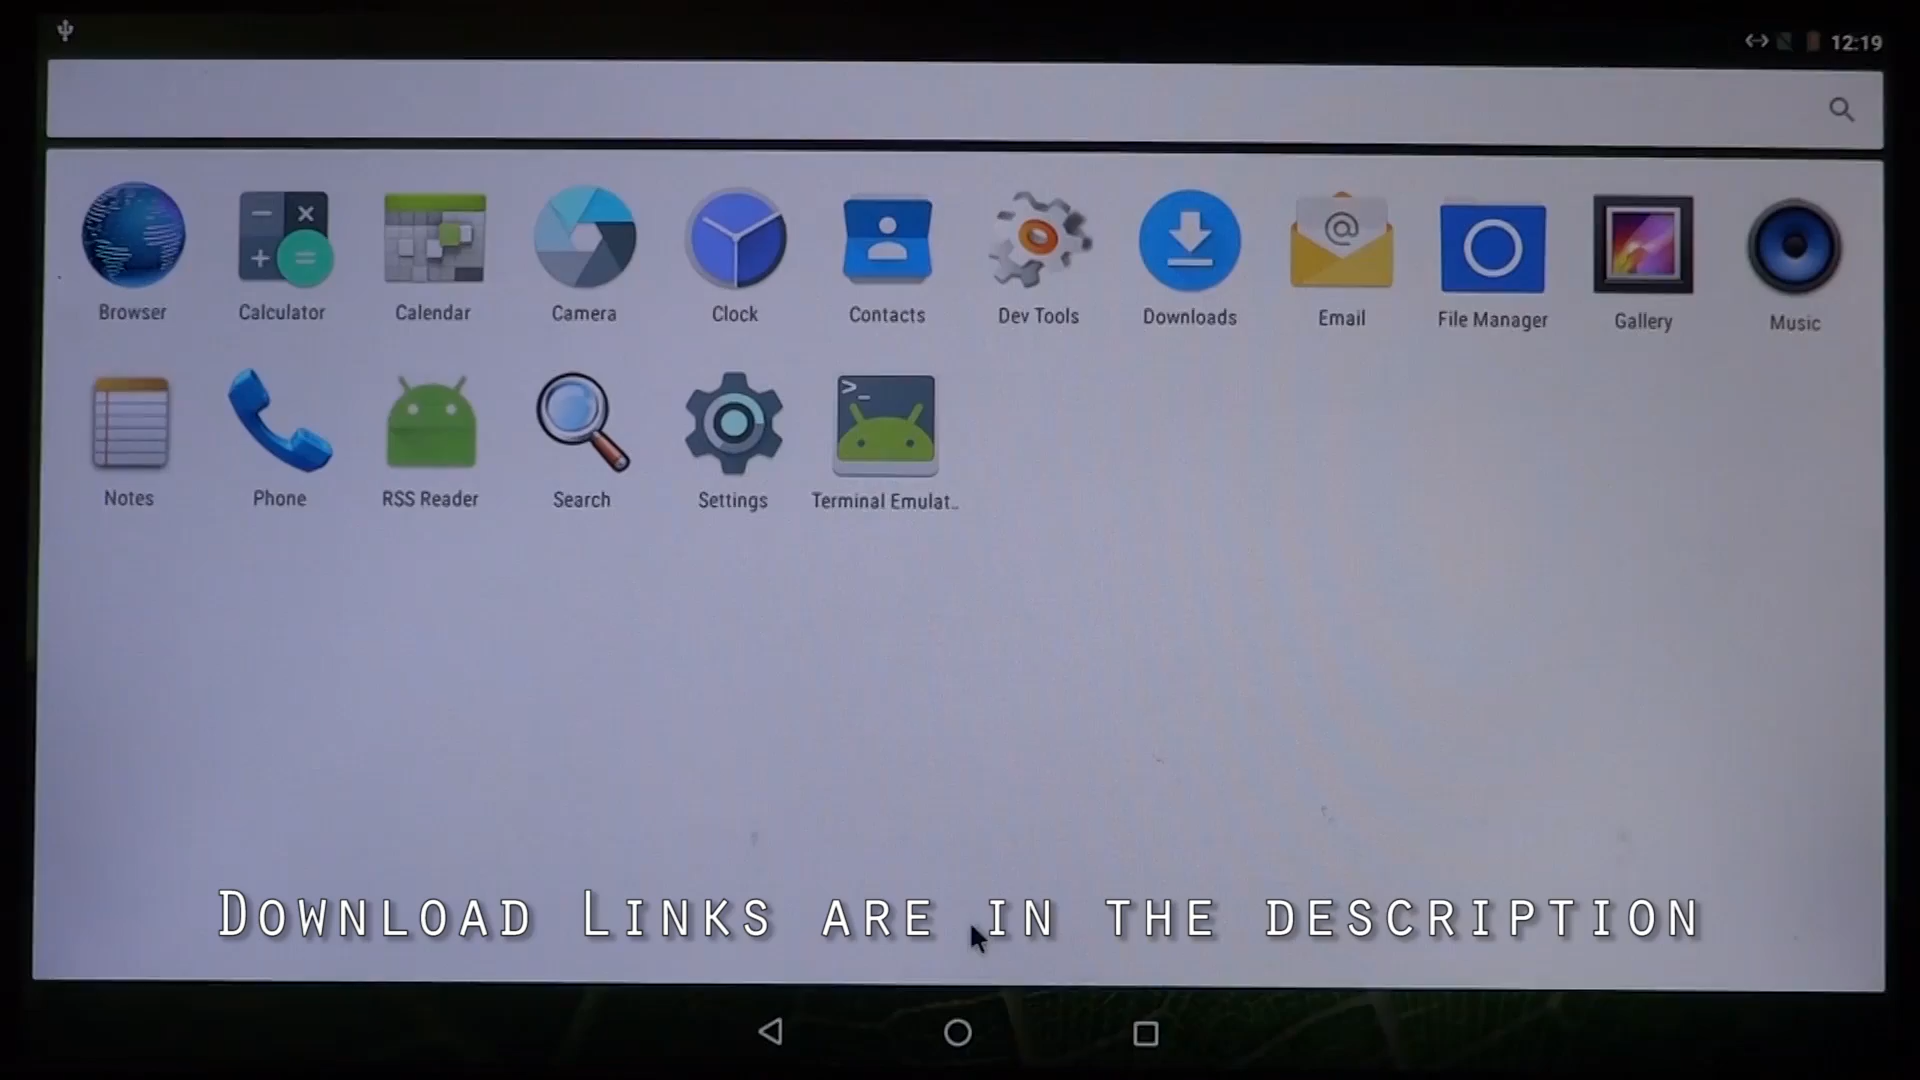 12:19
Browser Calculator Calendar Camera Clock Contacts Dev Tools Downloads Email File Manager Gallery Music
Notes Phone RSS Reader Search Settings Terminal Emulat..
Download Links are in the description